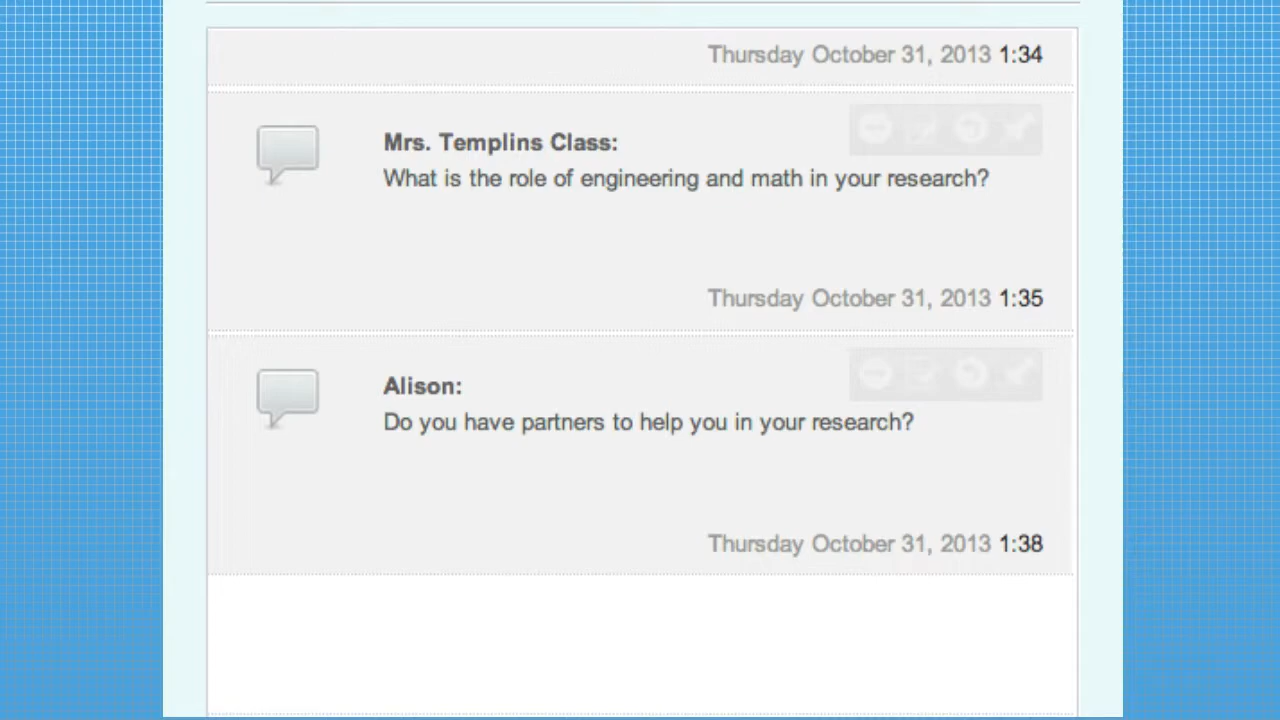 Thursday October 31, 2013 1:34
Mrs. Templins Class:
What is the role of engineering and math in your research?
Thursday October 31, 2013 1:35
Alison:
Do you have partners to help you in your research?
Thursday October 31, 2013 1:38